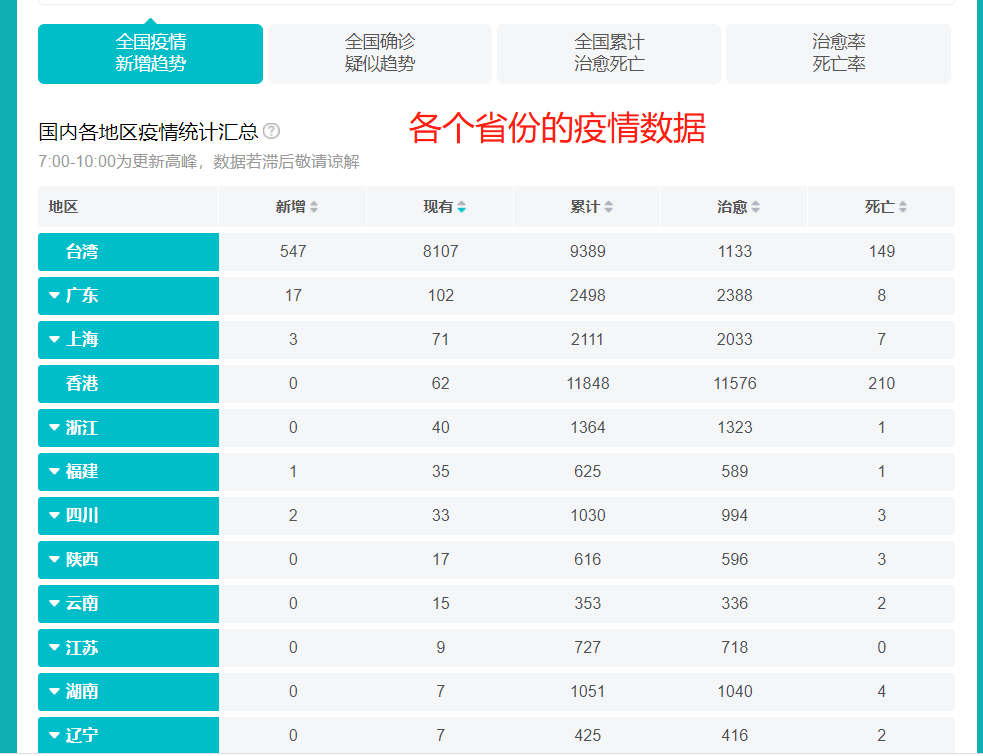 全国疫情 全国确诊 全国累计 治愈率
新增趋势 疑似趋势 治愈死亡 死亡率
各个省份的疫情数据
国内各地区疫情统计汇总 ?
7:00-10:00为更新高峰，数据若滞后敬请谅解
地区 新增 现有 累计 治愈 死亡
台湾 547 8107 9389 1133 149
广东 17 102 2498 2388 8
上海 3 71 2111 2033 7
香港 0 62 11848 11576 210
浙江 0 40 1364 1323 1
福建 1 35 625 589 1
四川 2 33 1030 994 3
陕西 0 17 616 596 3
云南 0 15 353 336 2
江苏 0 9 727 718 0
湖南 0 7 1051 1040 4
辽宁 0 7 425 416 2